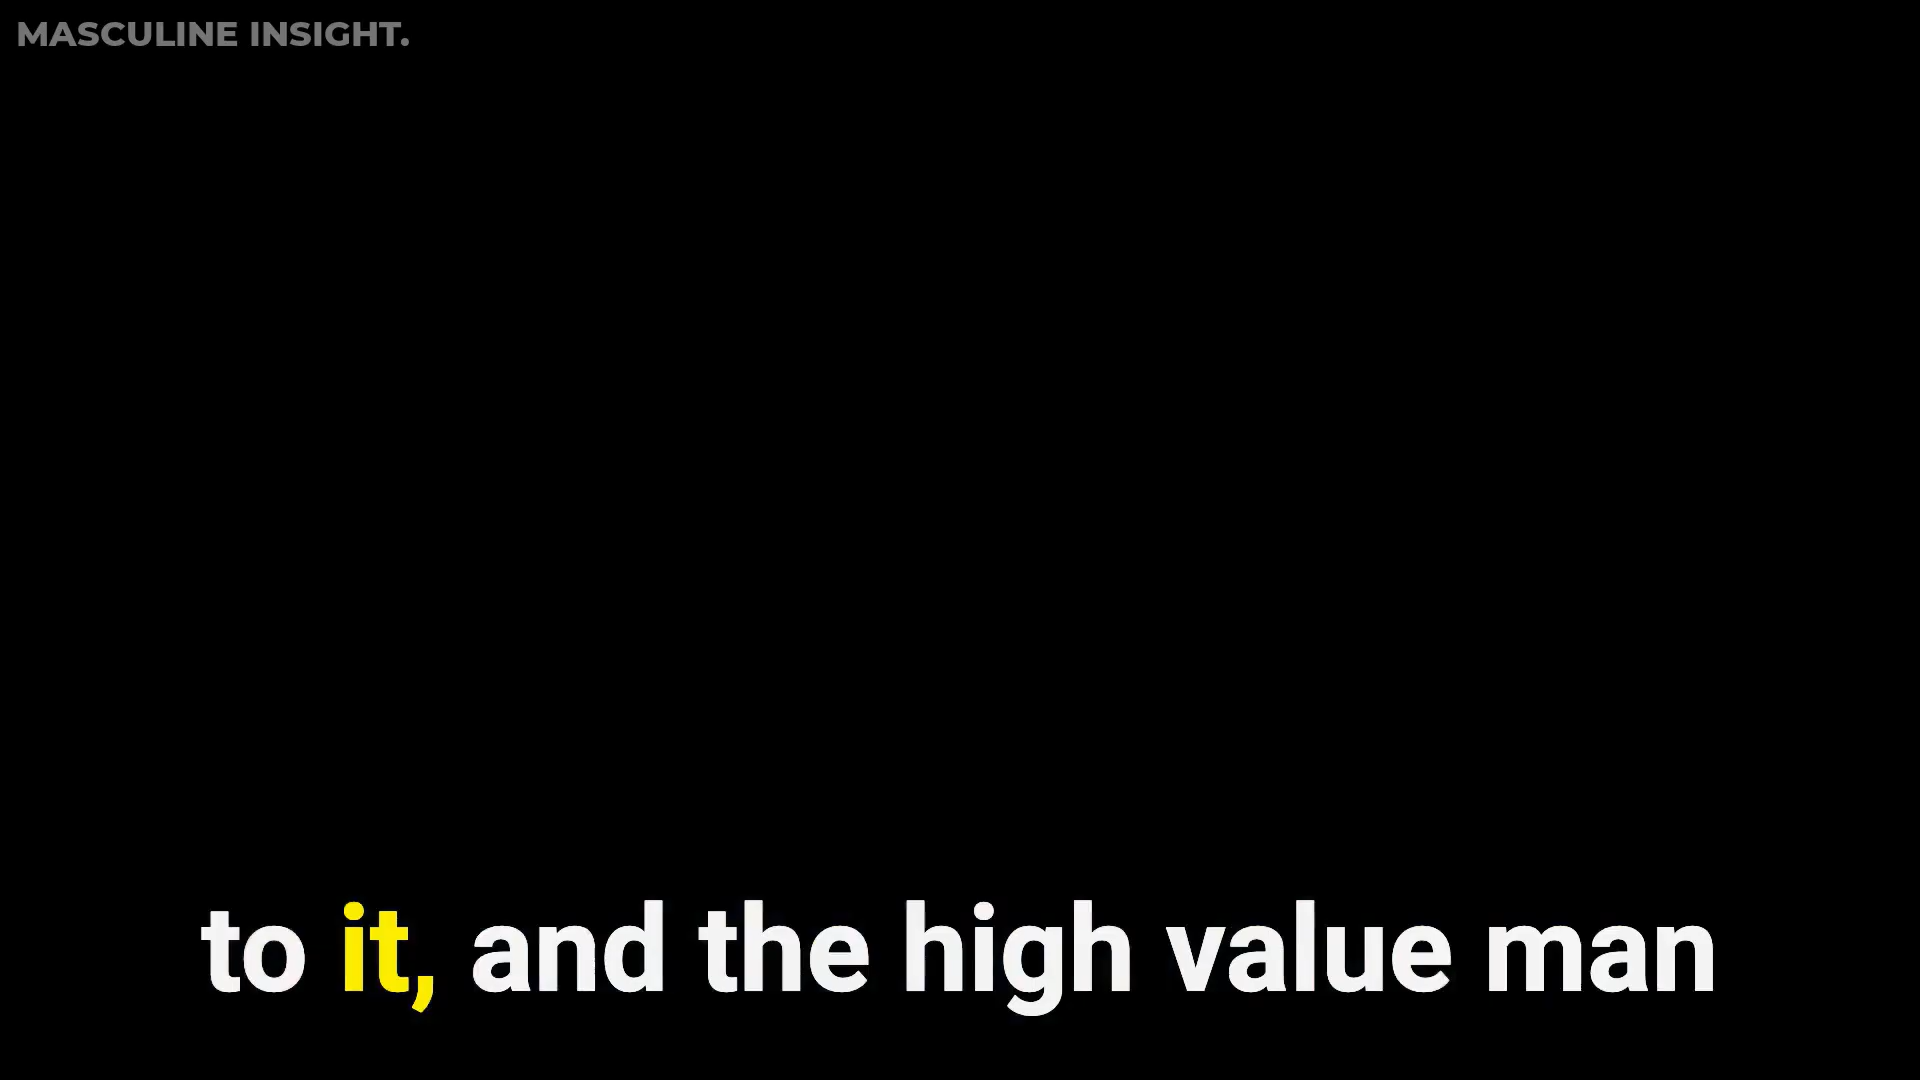 MASCULINE INSIGHT.
to it, and the high value man